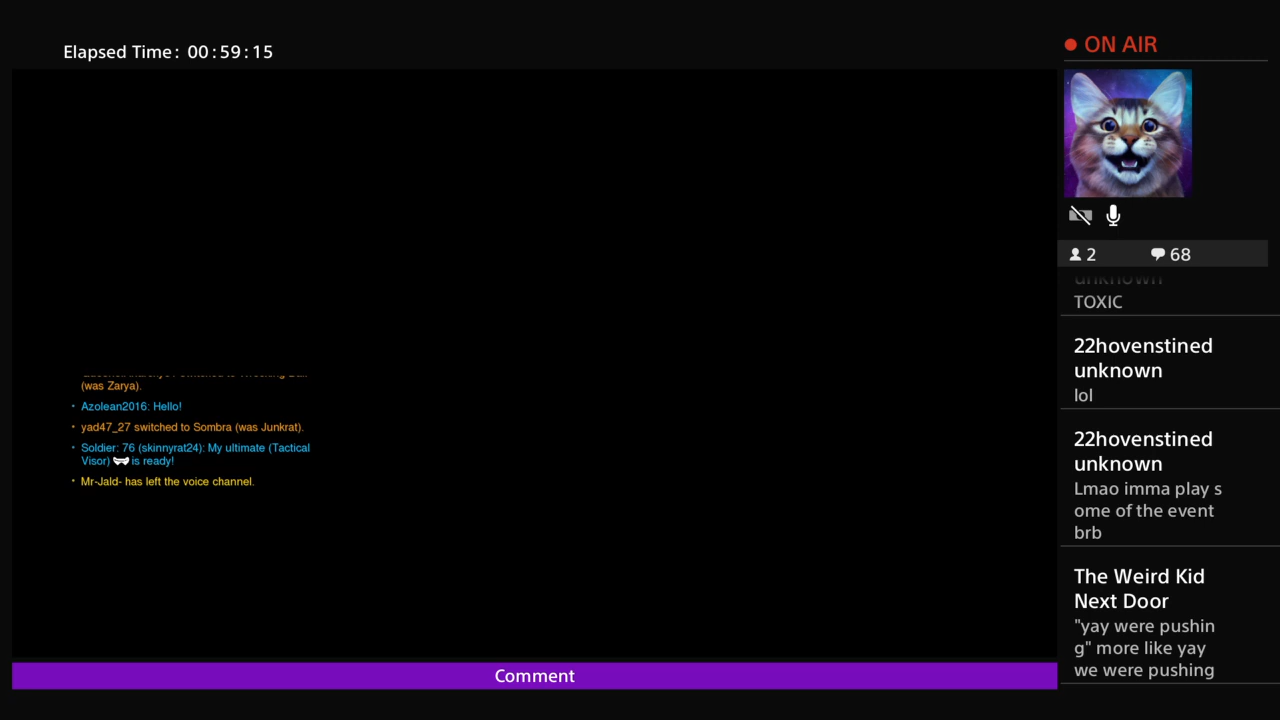 Elapsed Time: 00:59:15
ON AIR
2 68
unknown
TOXIC
22hovenstined
unknown
lol
22hovenstined
unknown
Lmao imma play s
ome of the event
brb
The Weird Kid
Next Door
"yay were pushin
g" more like yay
we were pushing
(was Zarya).
Azolean2016: Hello!
yad47_27 switched to Sombra (was Junkrat).
Soldier: 76 (skinnyrat24): My ultimate (Tactical
Visor) is ready!
Mr-Jald- has left the voice channel.
Comment